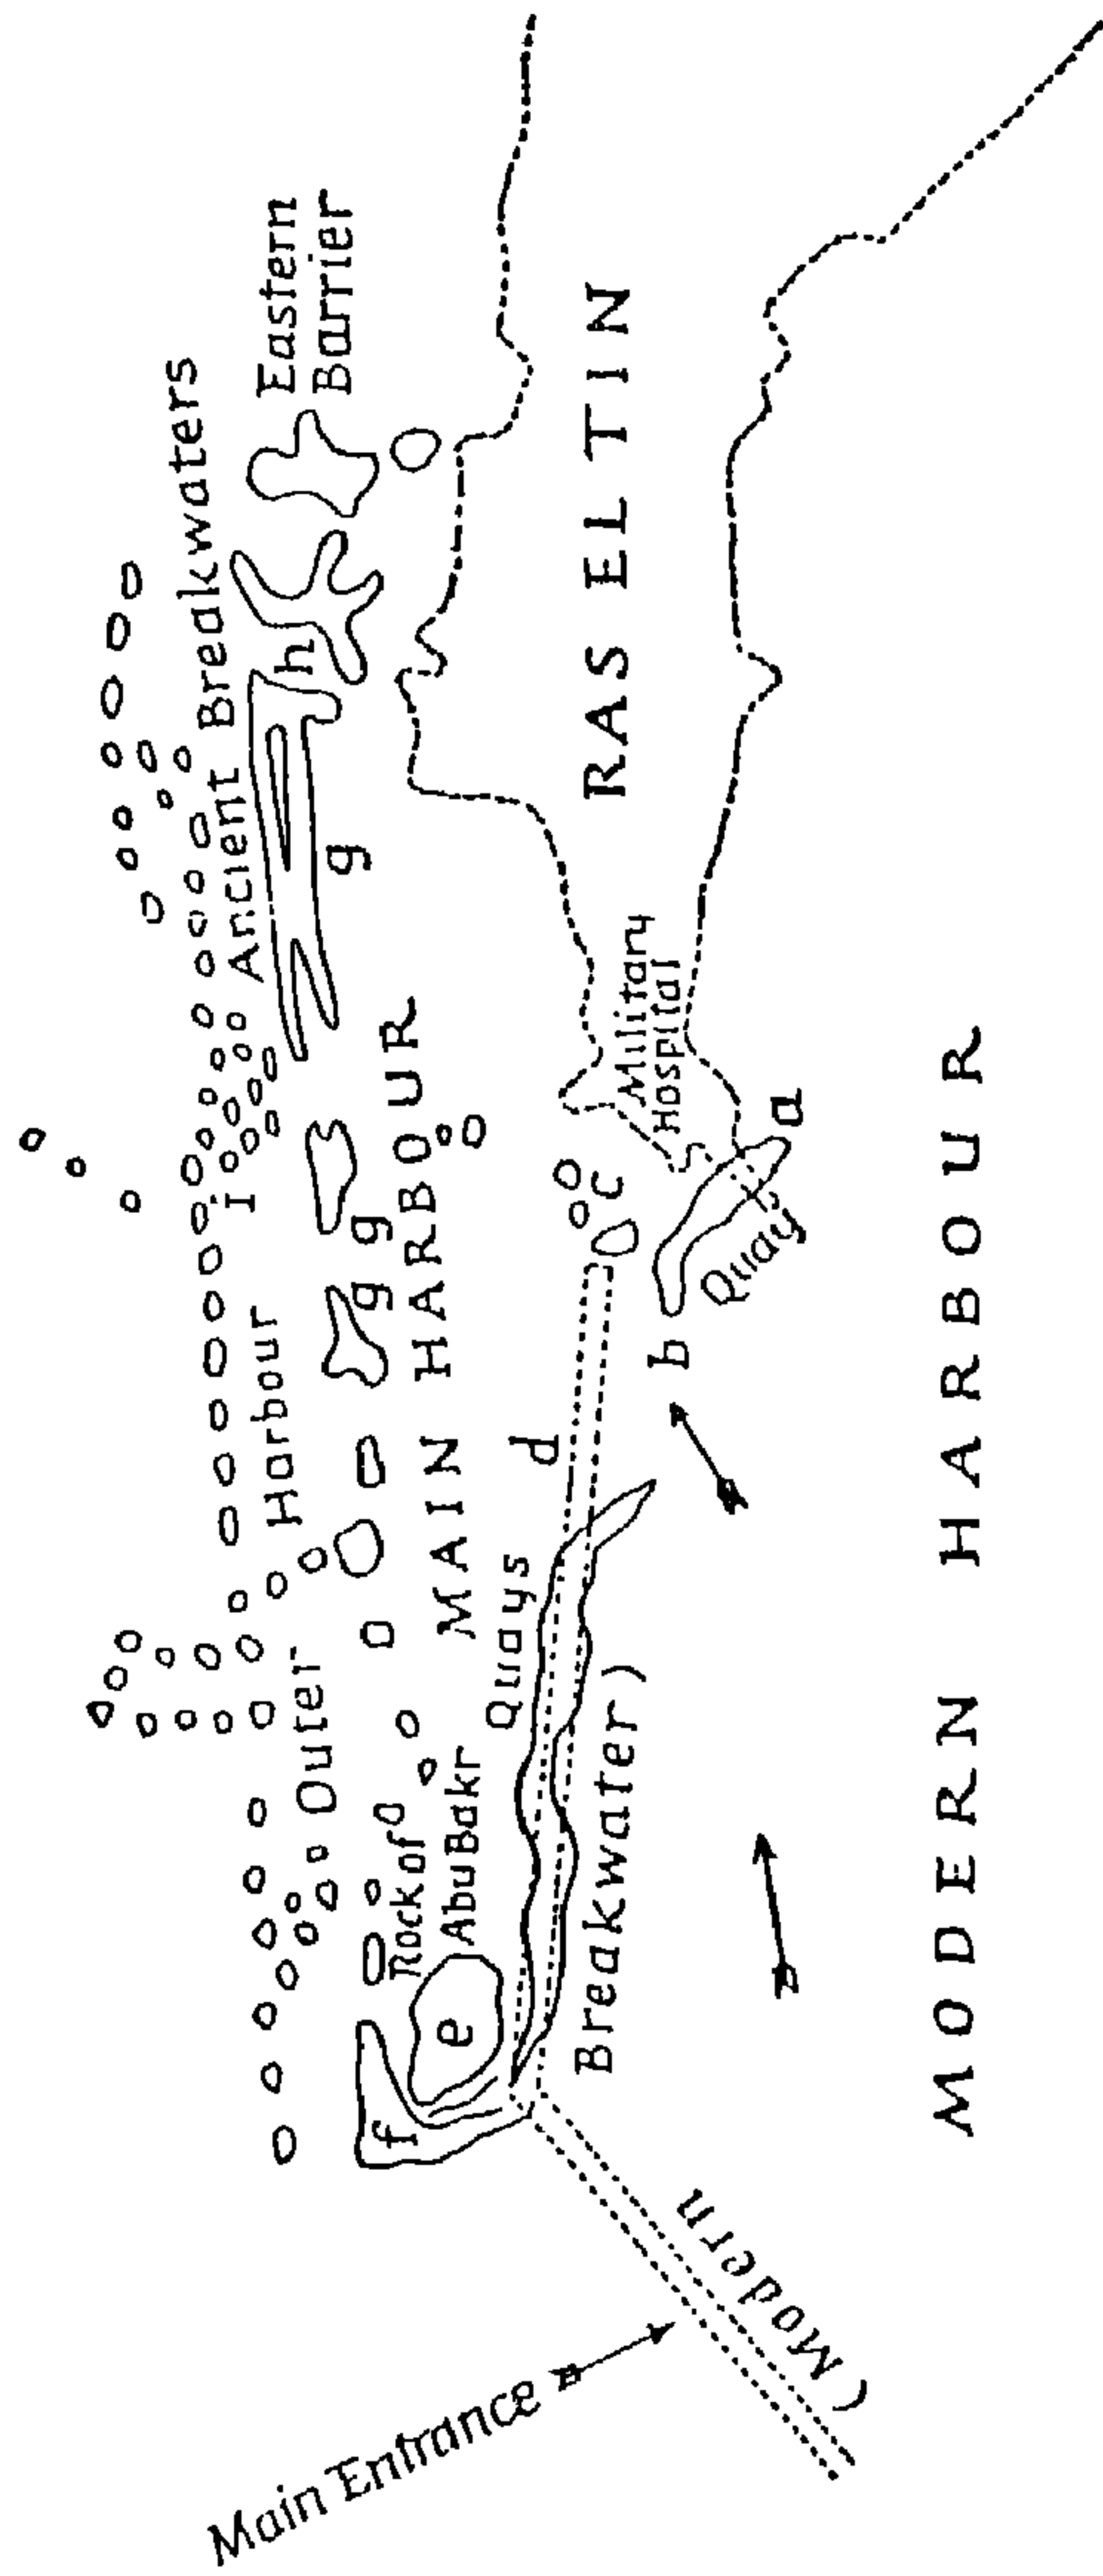 Ancient Breakwaters
Eastern
Barrier
h
g
i
Outer Harbour
g
g
MAIN HARBOUR
f
e
Rock of
Abu Bakr
Quays
d
c
RAS EL TIN
Military
Hospital
a
b
Quay
Main Entrance
(Modern
Breakwater)
MODERN HARBOUR